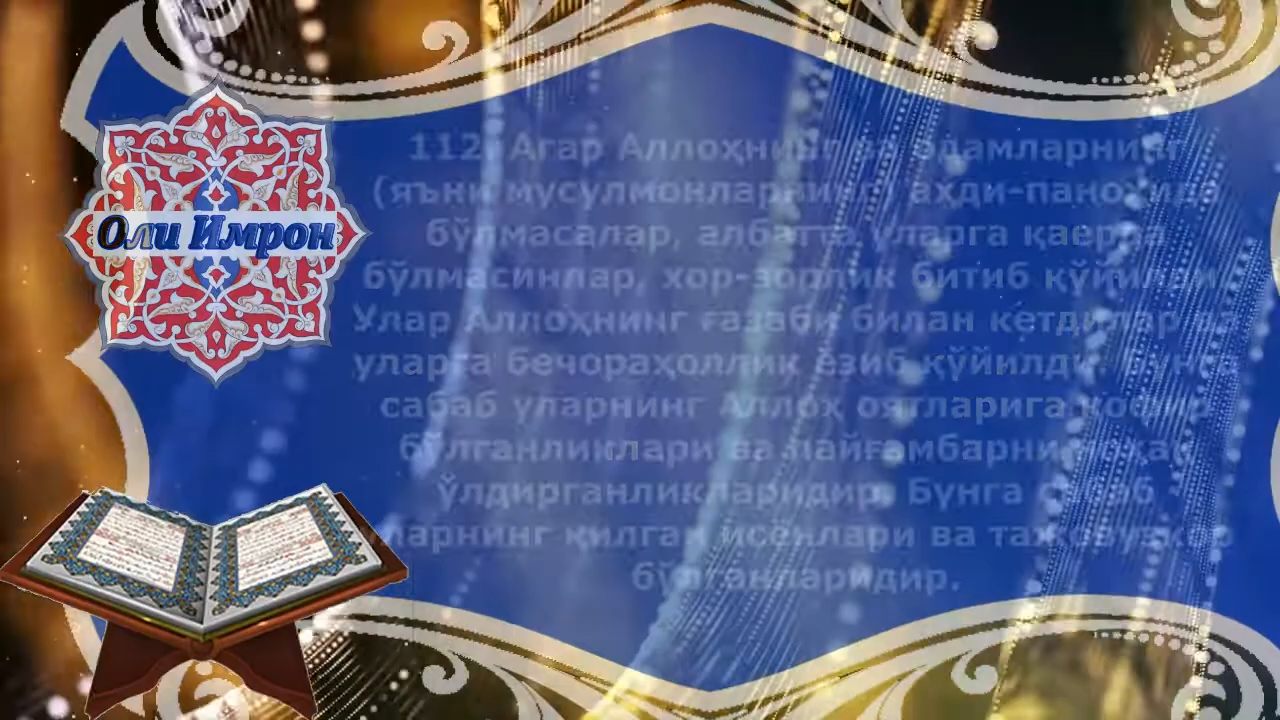 Оли Имрон
112. Агар Аллоҳнинг ва одамларнинг
(яъни мусулмонларнинг) аҳди-паноҳида
бўлмасалар, албатта уларга қаерда
бўлмасинлар, хор-зорлик битиб қўйилди.
Улар Аллоҳнинг ғазаби билан кетдилар ва
уларга бечораҳоллик ёзиб қўйилди. Бунга
сабаб уларнинг Аллоҳ оятларига кофир
бўлганликлари ва пайғамбарни ноҳақ
ўлдирганликларидир. Бунга сабаб
уларнинг қилган исёнлари ва тажовузкор
бўлганларидир.